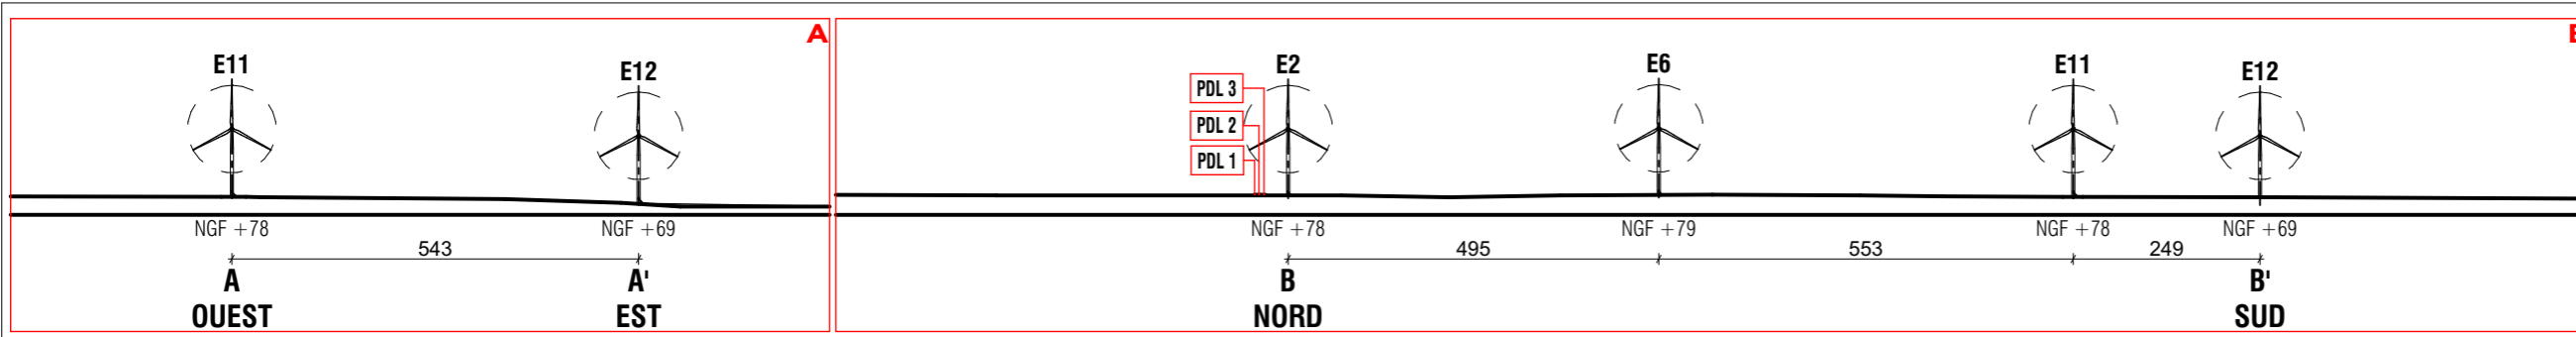 A
E11
E12
NGF +78
NGF +69
543
A
A'
OUEST
EST
E2
E6
E11
E12
PDL 3
PDL 2
PDL 1
NGF +78
NGF +79
NGF +78
NGF +69
495
553
249
B
B'
NORD
SUD